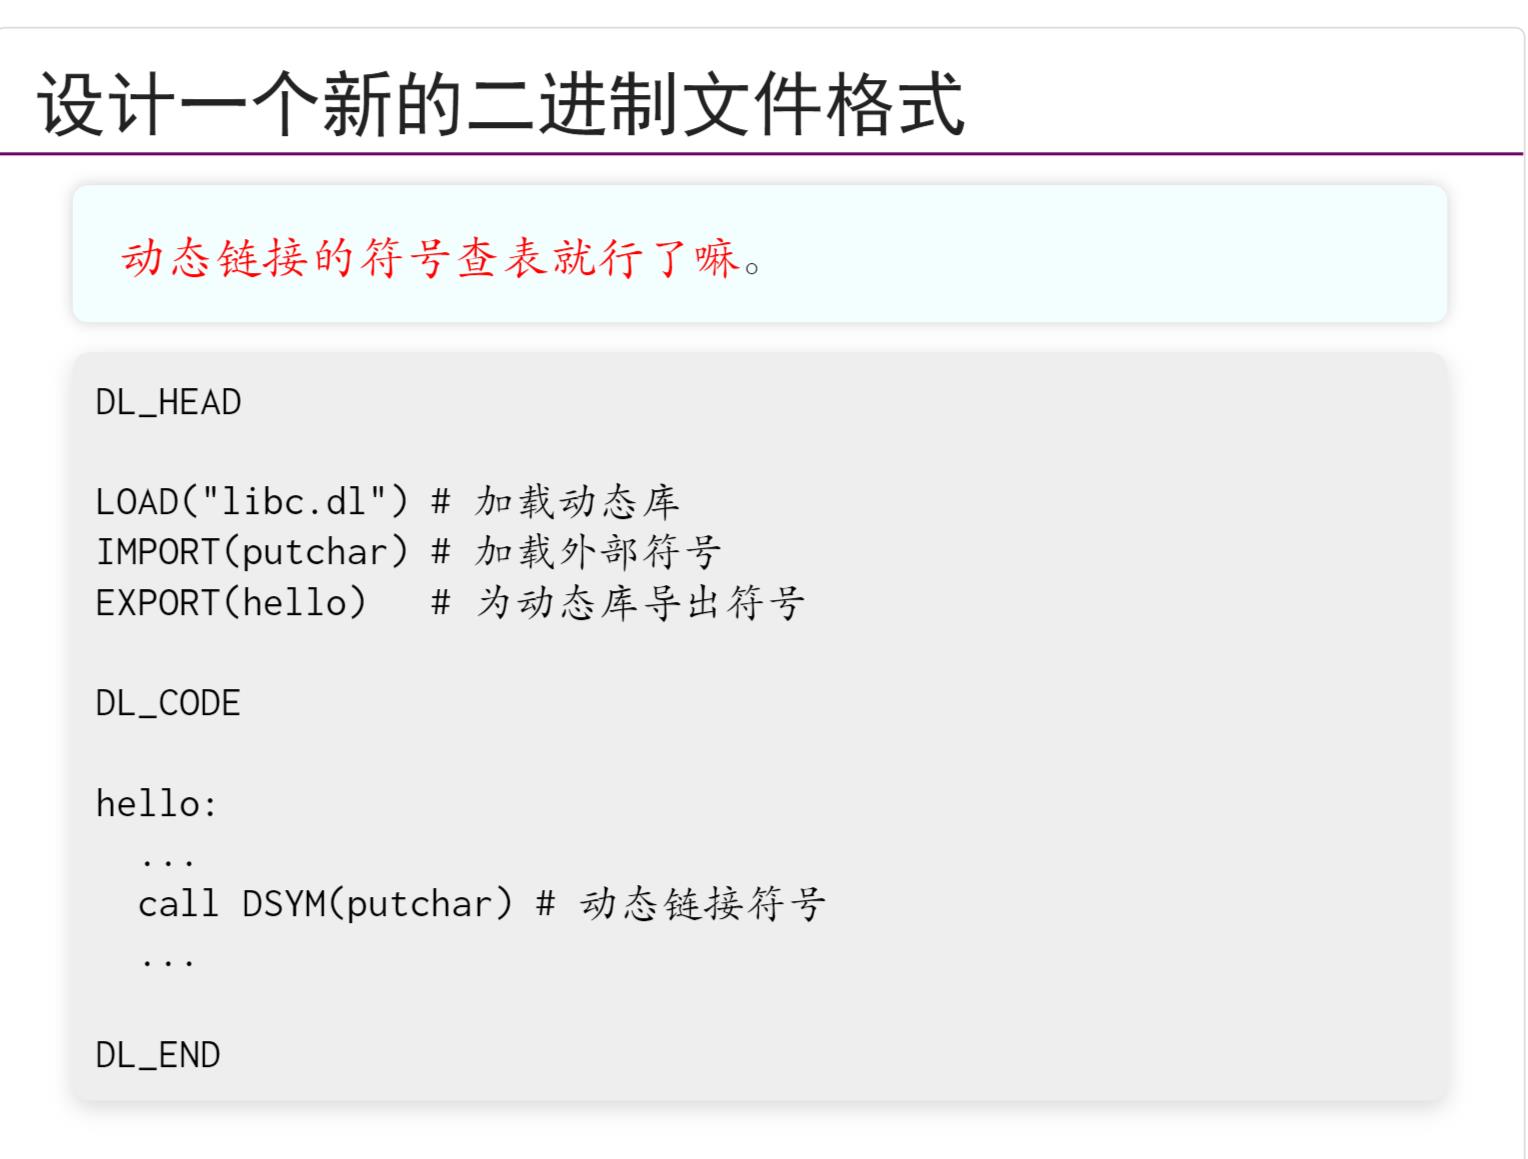 设计一个新的二进制文件格式
动态链接的符号查表就行了嘛。
DL_HEAD
LOAD("libc.dl") # 加载动态库
IMPORT(putchar) # 加载外部符号
EXPORT(hello)   # 为动态库导出符号
DL_CODE
hello:
  ...
  call DSYM(putchar) # 动态链接符号
  ...
DL_END